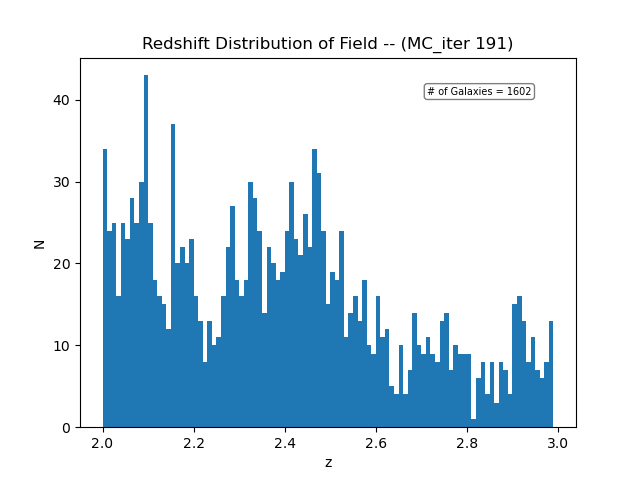 Redshift Distribution of Field -- (MC_iter 191)
# of Galaxies = 1602
40
30
20
10
0
N
2.0 2.2 2.4 2.6 2.8 3.0
z